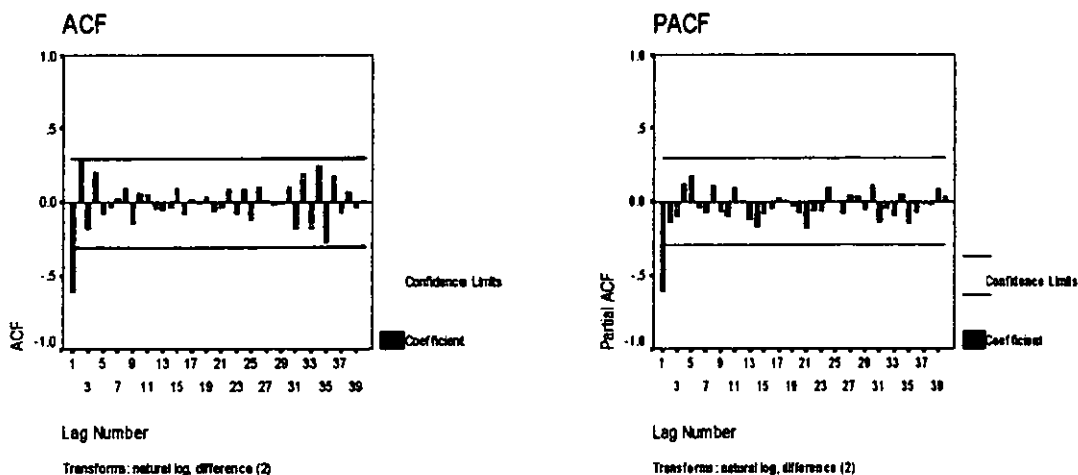 ACF
1.0
.5
0.0
-.5
-1.0
ACF
1 5 9 13 17 21 25 29 33 37
3 7 11 15 19 23 27 31 35 39
Lag Number
Transforms: natural log, difference (2)
Confidence Limits
Coefficient
PACF
1.0
.5
0.0
-.5
-1.0
Partial ACF
1 5 9 13 17 21 25 29 33 37
3 7 11 15 19 23 27 31 35 39
Lag Number
Transforms: natural log, difference (2)
Confidence Limits
Coefficient